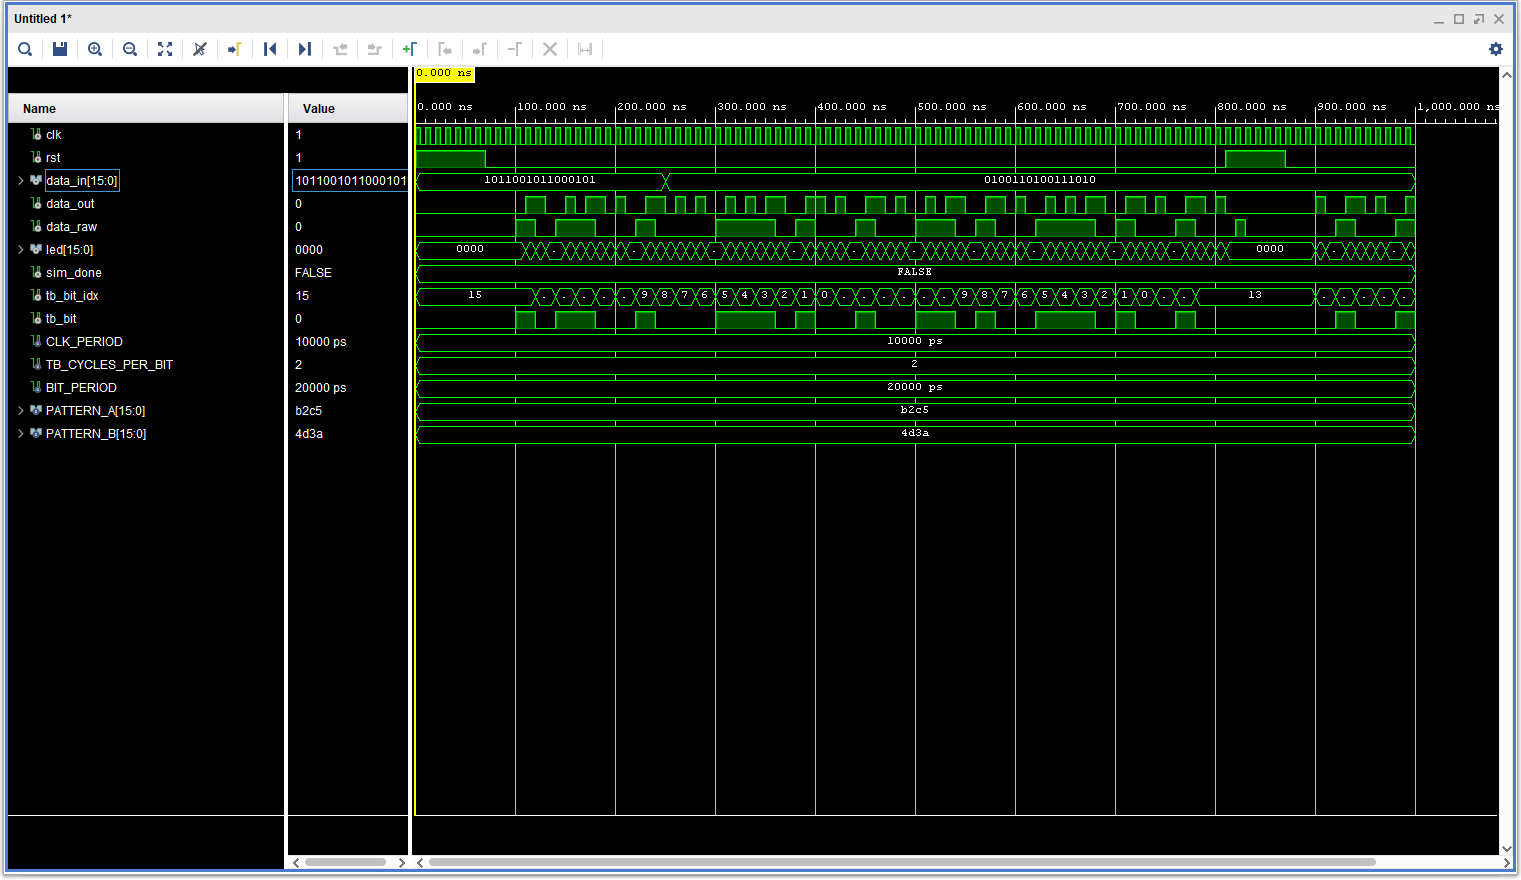 Untitled 1*
0.000 ns
Name Value
0.000 ns 100.000 ns 200.000 ns 300.000 ns 400.000 ns 500.000 ns 600.000 ns 700.000 ns 800.000 ns 900.000 ns 1,000.000 ns
clk 1
rst 1
data_in[15:0] 1011001011000101 1011001011000101 0100110100111010
data_out 0
data_raw 0
led[15:0] 0000 0000 . . . . . . . . . 0000 . .
sim_done FALSE FALSE
tb_bit_idx 15 15 . . . . . 9 8 7 6 5 4 3 2 1 0 . . . . . . 9 8 7 6 5 4 3 2 1 0 . . 13 . . . . .
tb_bit 0
CLK_PERIOD 10000 ps 10000 ps
TB_CYCLES_PER_BIT 2 2
BIT_PERIOD 20000 ps 20000 ps
PATTERN_A[15:0] b2c5 b2c5
PATTERN_B[15:0] 4d3a 4d3a